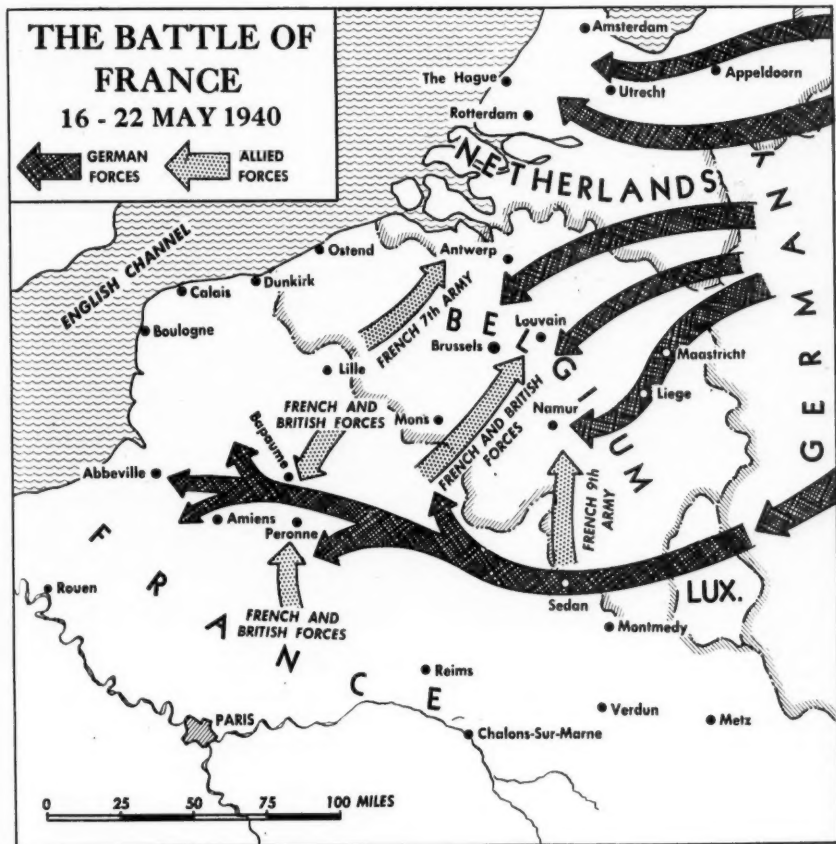 THE BATTLE OF
FRANCE
16 - 22 MAY 1940
GERMAN
FORCES
ALLIED
FORCES
Amsterdam
The Hague
Appeldoorn
Utrecht
Rotterdam
NETHERLANDS
GERMANY
ENGLISH CHANNEL
Ostend
Antwerp
Dunkirk
Calais
Boulogne
FRENCH 7th ARMY
BELGIUM
Louvain
Brussels
Maastricht
Lille
Liege
FRENCH AND
BRITISH FORCES
Mons
Namur
FRENCH AND BRITISH
FORCES
Bapaume
Abbeville
FRENCH 9th
ARMY
Amiens
Peronne
FRANCE
Rouen
Sedan
LUX.
FRENCH AND
BRITISH FORCES
Montmedy
Reims
PARIS
Verdun
Metz
Chalons-Sur-Marne
0 25 50 75 100 MILES